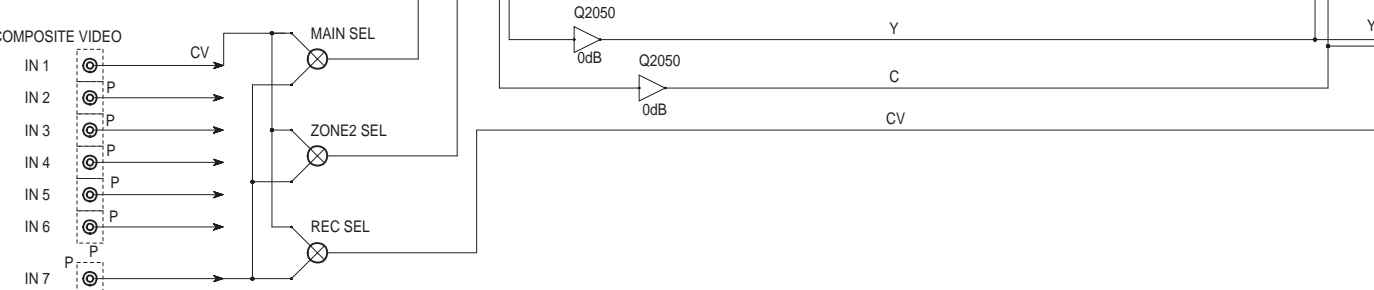 COMPOSITE VIDEO
IN 1
CV
IN 2
P
IN 3
P
IN 4
P
IN 5
P
IN 6
P
P
P
IN 7
MAIN SEL
ZONE2 SEL
REC SEL
Q2050
0dB
Y
Q2050
0dB
C
CV
Y